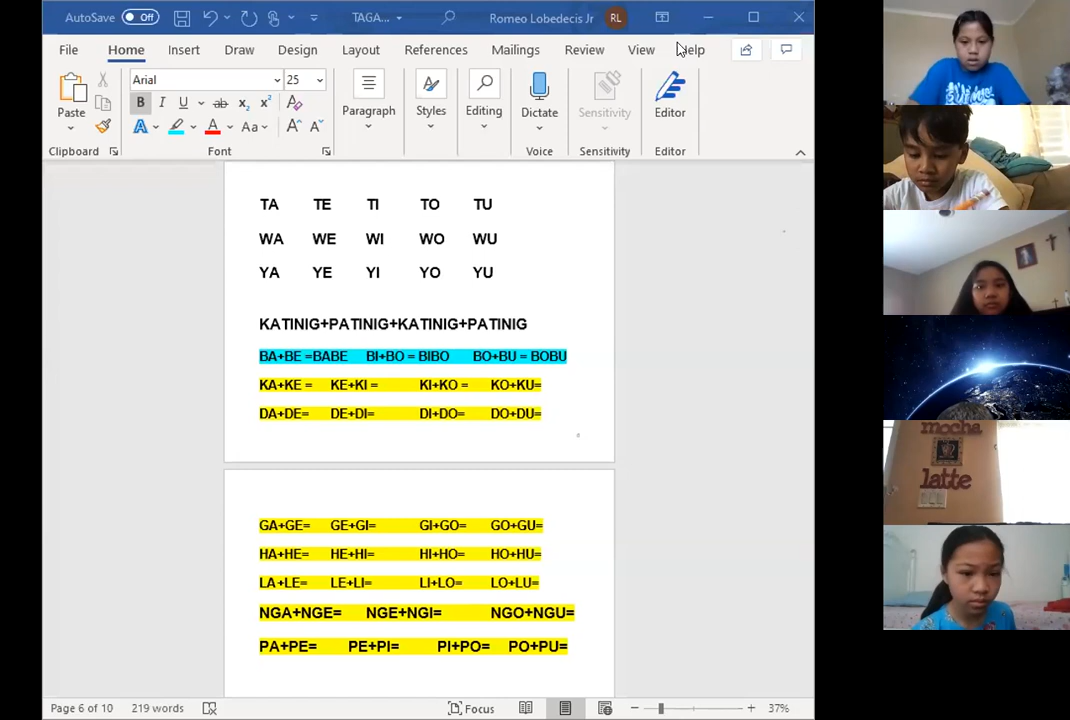 AutoSave Off TAGA... Romeo Lobedecis Jr RL
File Home Insert Draw Design Layout References Mailings Review View Help
Arial 25
Paste B I U ab x₂ x² A Paragraph Styles Editing Dictate Sensitivity Editor
A A Aa A A
Clipboard Font Voice Sensitivity Editor
TA TE TI TO TU
WA WE WI WO WU
YA YE YI YO YU
KATINIG+PATINIG+KATINIG+PATINIG
BA+BE =BABE BI+BO = BIBO BO+BU = BOBU
KA+KE = KE+KI = KI+KO = KO+KU=
DA+DE= DE+DI= DI+DO= DO+DU=
GA+GE= GE+GI= GI+GO= GO+GU=
HA+HE= HE+HI= HI+HO= HO+HU=
LA+LE= LE+LI= LI+LO= LO+LU=
NGA+NGE= NGE+NGI= NGO+NGU=
PA+PE= PE+PI= PI+PO= PO+PU=
Page 6 of 10 219 words Focus 37%
mocha
latte